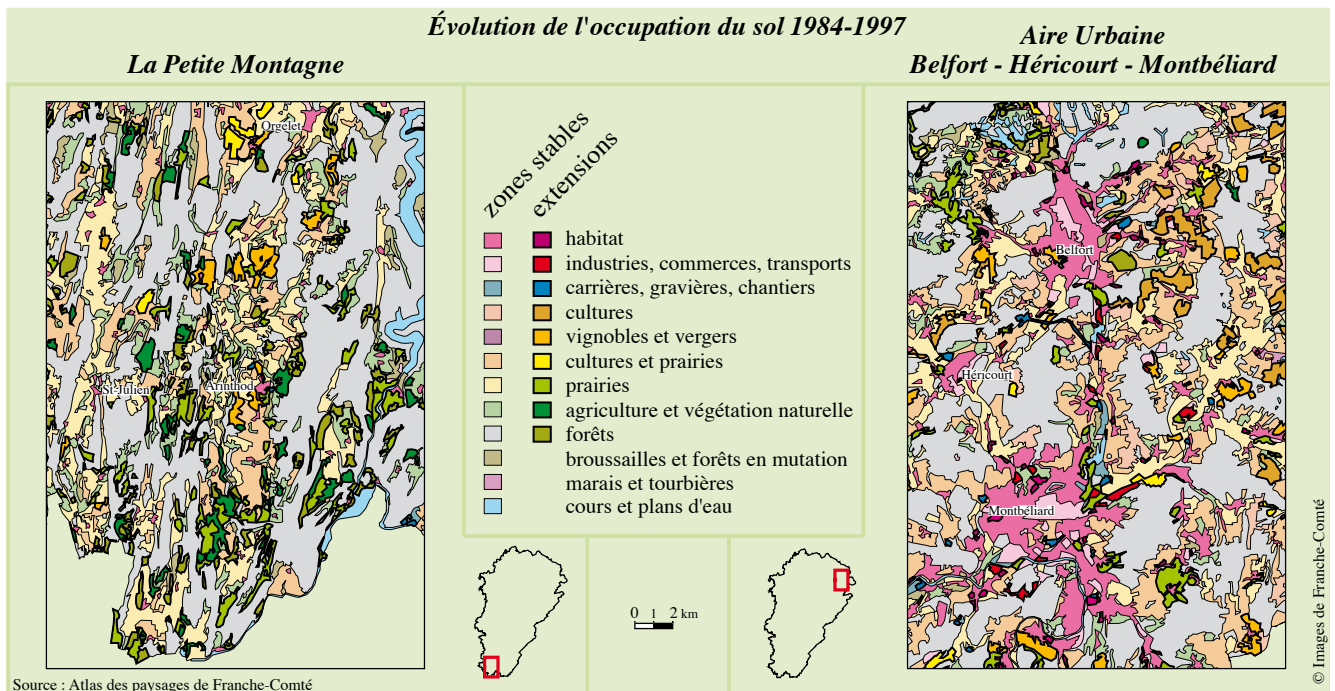 Évolution de l'occupation du sol 1984-1997
La Petite Montagne
Aire Urbaine
Belfort - Héricourt - Montbéliard
Orgelet
St-Julien
Arinthod
zones stables
extensions
habitat
industries, commerces, transports
carrières, gravières, chantiers
cultures
vignobles et vergers
cultures et prairies
prairies
agriculture et végétation naturelle
forêts
broussailles et forêts en mutation
marais et tourbières
cours et plans d'eau
0 1 2 km
Belfort
Héricourt
Montbéliard
© Images de Franche-Comté
Source : Atlas des paysages de Franche-Comté